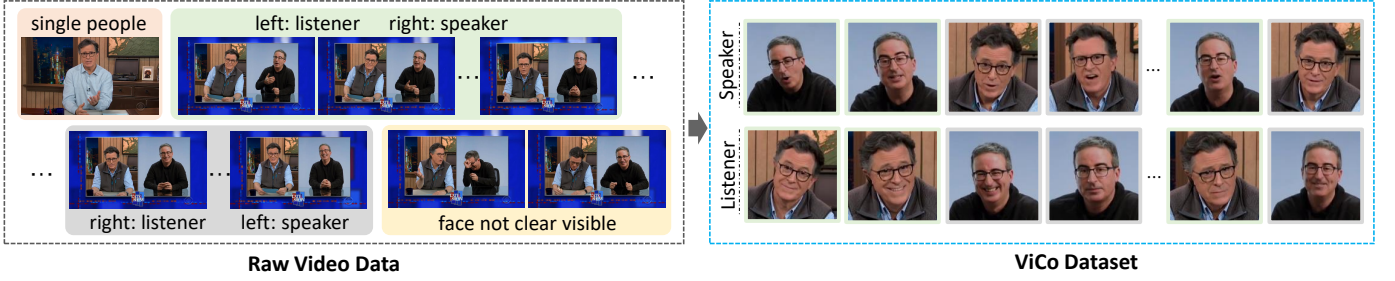 single people
left: listener right: speaker
...
...
...
...
right: listener left: speaker
face not clear visible
Raw Video Data
Speaker
...
Listener
...
ViCo Dataset